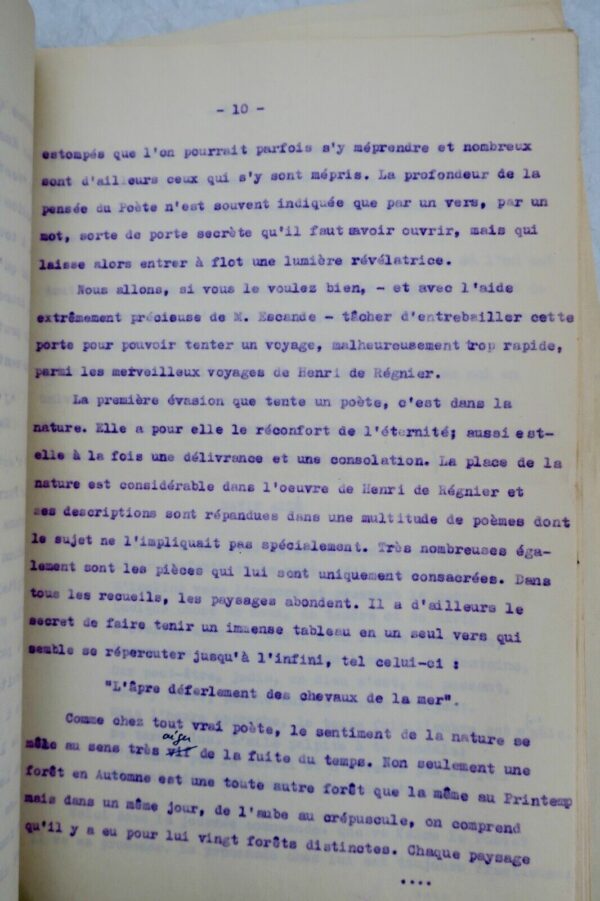 - 10 -
estompés que l'on pourrait parfois s'y méprendre et nombreux
sont d'ailleurs ceux qui s'y sont mépris. La profondeur de la
pensée du Poète n'est souvent indiquée que par un vers, par un
mot, sorte de porte secrète qu'il faut savoir ouvrir, mais qui
laisse alors entrer à flot une lumière révélatrice.
Nous allons, si vous le voulez bien, - et avec l'aide
extrêmement précieuse de M. Escande - tâcher d'entrebailler cette
porte pour pouvoir tenter un voyage, malheureusement trop rapide,
parmi les merveilleux voyages de Henri de Régnier.
La première évasion que tente un poète, c'est dans la
nature. Elle a pour elle le réconfort de l'éternité; aussi est-
elle à la fois une délivrance et une consolation. La place de la
nature est considérable dans l'oeuvre de Henri de Régnier et
ses descriptions sont répandues dans une multitude de poèmes dont
le sujet ne l'impliquait pas spécialement. Très nombreuses éga-
lement sont les pièces qui lui sont uniquement consacrées. Dans
tous les recueils, les paysages abondent. Il a d'ailleurs le
secret de faire tenir un immense tableau en un seul vers qui
semble se répercuter jusqu'à l'infini, tel celui-ci :
"L'âpre déferlement des chevaux de la mer".
Comme chez tout vrai poète, le sentiment de la nature se
mêle au sens très vif aigu de la fuite du temps. Non seulement une
forêt en Automne est une toute autre forêt que la même au Printemp
mais dans un même jour, de l'aube au crépuscule, on comprend
qu'il y a eu pour lui vingt forêts distinctes. Chaque paysage
....